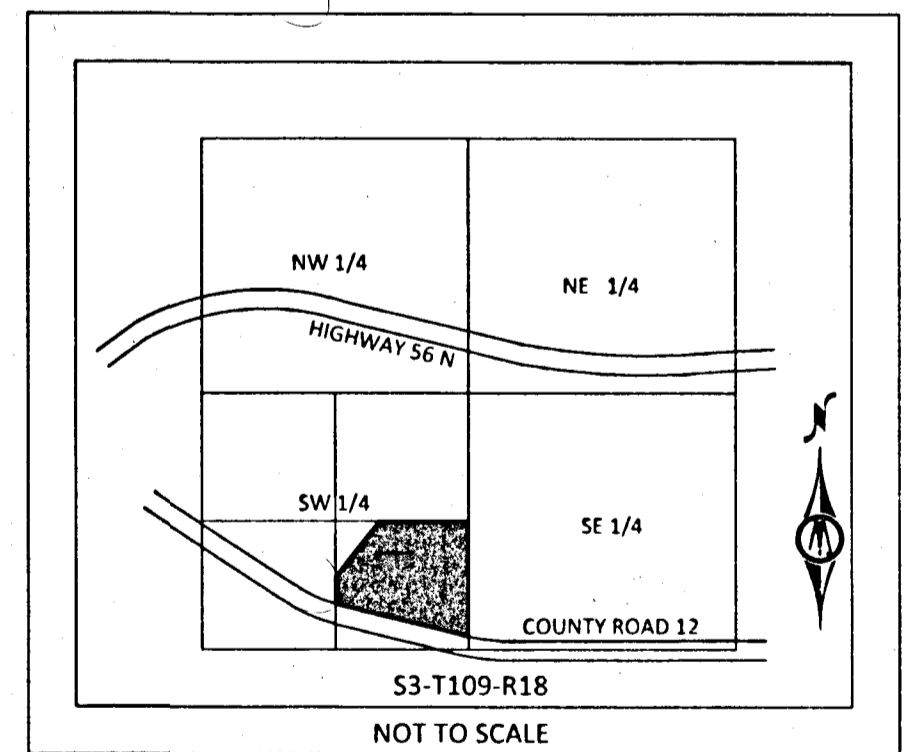 NW 1/4
NE 1/4
HIGHWAY 56 N
N
SW 1/4
SE 1/4
COUNTY ROAD 12
S3-T109-R18
NOT TO SCALE